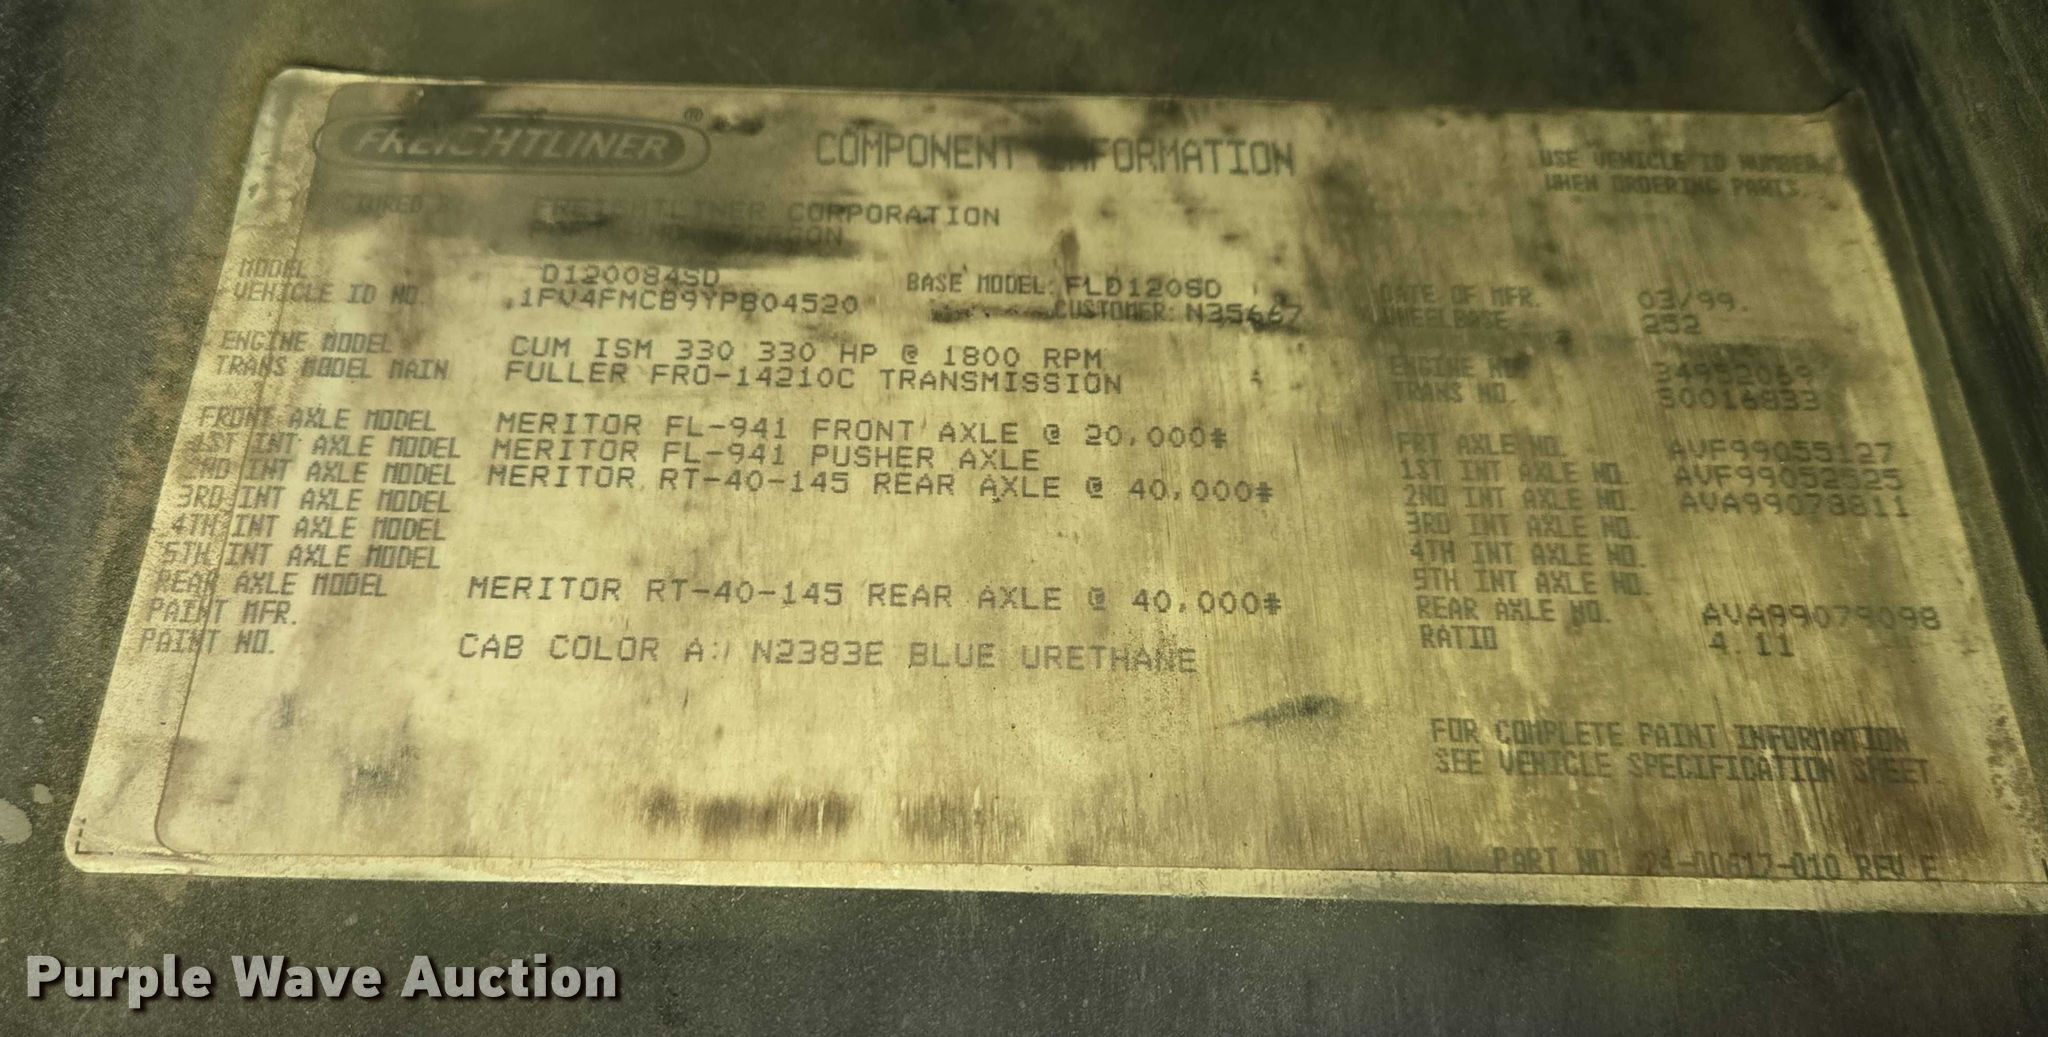 FREIGHTLINER ®
COMPONENT INFORMATION
USE VEHICLE ID NUMBER
WHEN ORDERING PARTS.
FREIGHTLINER CORPORATION
MODEL D120084SD BASE MODEL: FLD120SD DATE OF MFR. 03/99.
VEHICLE ID NO. 1FV4FMCB9YPB04520 CUSTOMER: N35667 WHEELBASE 252
ENGINE MODEL CUM ISM 330 330 HP @ 1800 RPM ENGINE NO. 34932069
TRANS MODEL MAIN FULLER FRO-14210C TRANSMISSION TRANS NO.
FRONT AXLE MODEL MERITOR FL-941 FRONT AXLE @ 20,000# FRT AXLE NO. AVF99055127
1ST INT AXLE MODEL MERITOR FL-941 PUSHER AXLE 1ST INT AXLE NO.
2ND INT AXLE MODEL MERITOR RT-40-145 REAR AXLE @ 40,000# 2ND INT AXLE NO. AVA99078811
3RD INT AXLE MODEL 3RD INT AXLE NO.
4TH INT AXLE MODEL 4TH INT AXLE NO.
5TH INT AXLE MODEL 5TH INT AXLE NO.
REAR AXLE MODEL MERITOR RT-40-145 REAR AXLE @ 40,000# REAR AXLE NO. AVA99079098
PAINT MFR. RATIO 4.11
PAINT NO. CAB COLOR A: N2383E BLUE URETHANE
FOR COMPLETE PAINT INFORMATION
SEE VEHICLE SPECIFICATION SHEET
PART NO. 24-00817-010 REV E
Purple Wave Auction